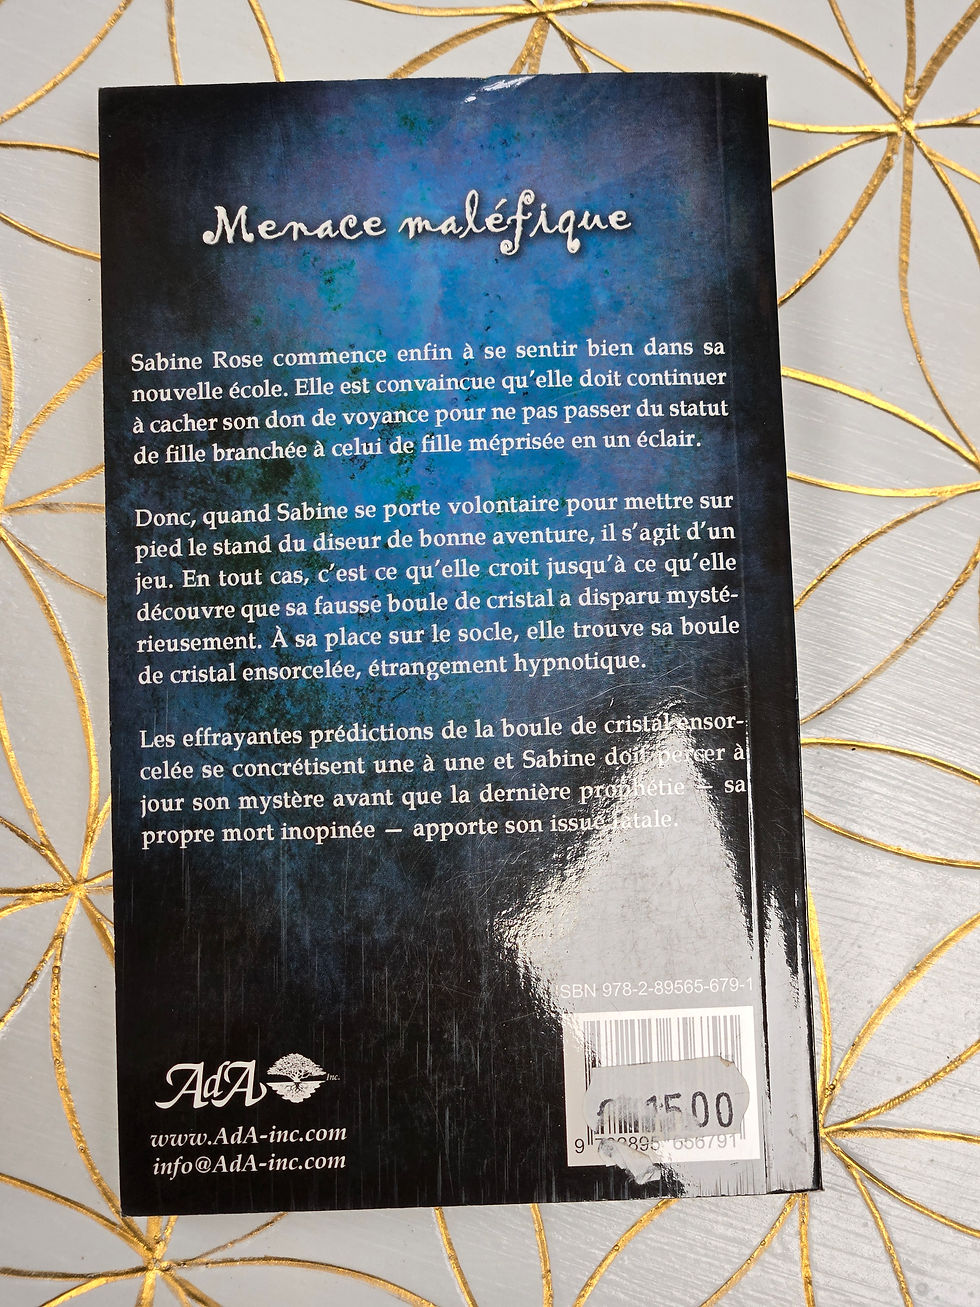 Menace maléfique
Sabine Rose commence enfin à se sentir bien dans sa
nouvelle école. Elle est convaincue qu'elle doit continuer
à cacher son don de voyance pour ne pas passer du statut
de fille branchée à celui de fille méprisée en un éclair.
Donc, quand Sabine se porte volontaire pour mettre sur
pied le stand du diseur de bonne aventure, il s'agit d'un
jeu. En tout cas, c'est ce qu'elle croit jusqu'à ce qu'elle
découvre que sa fausse boule de cristal a disparu mysté-
rieusement. À sa place sur le socle, elle trouve sa boule
de cristal ensorcelée, étrangement hypnotique.
Les effrayantes prédictions de la boule de cristal ensor-
celée se concrétisent une à une et Sabine doit percer à
jour son mystère avant que la dernière prophétie — sa
propre mort inopinée — apporte son issue fatale.
ISBN 978-2-89565-679-1
AdA Inc.
www.AdA-inc.com
info@AdA-inc.com
15.00